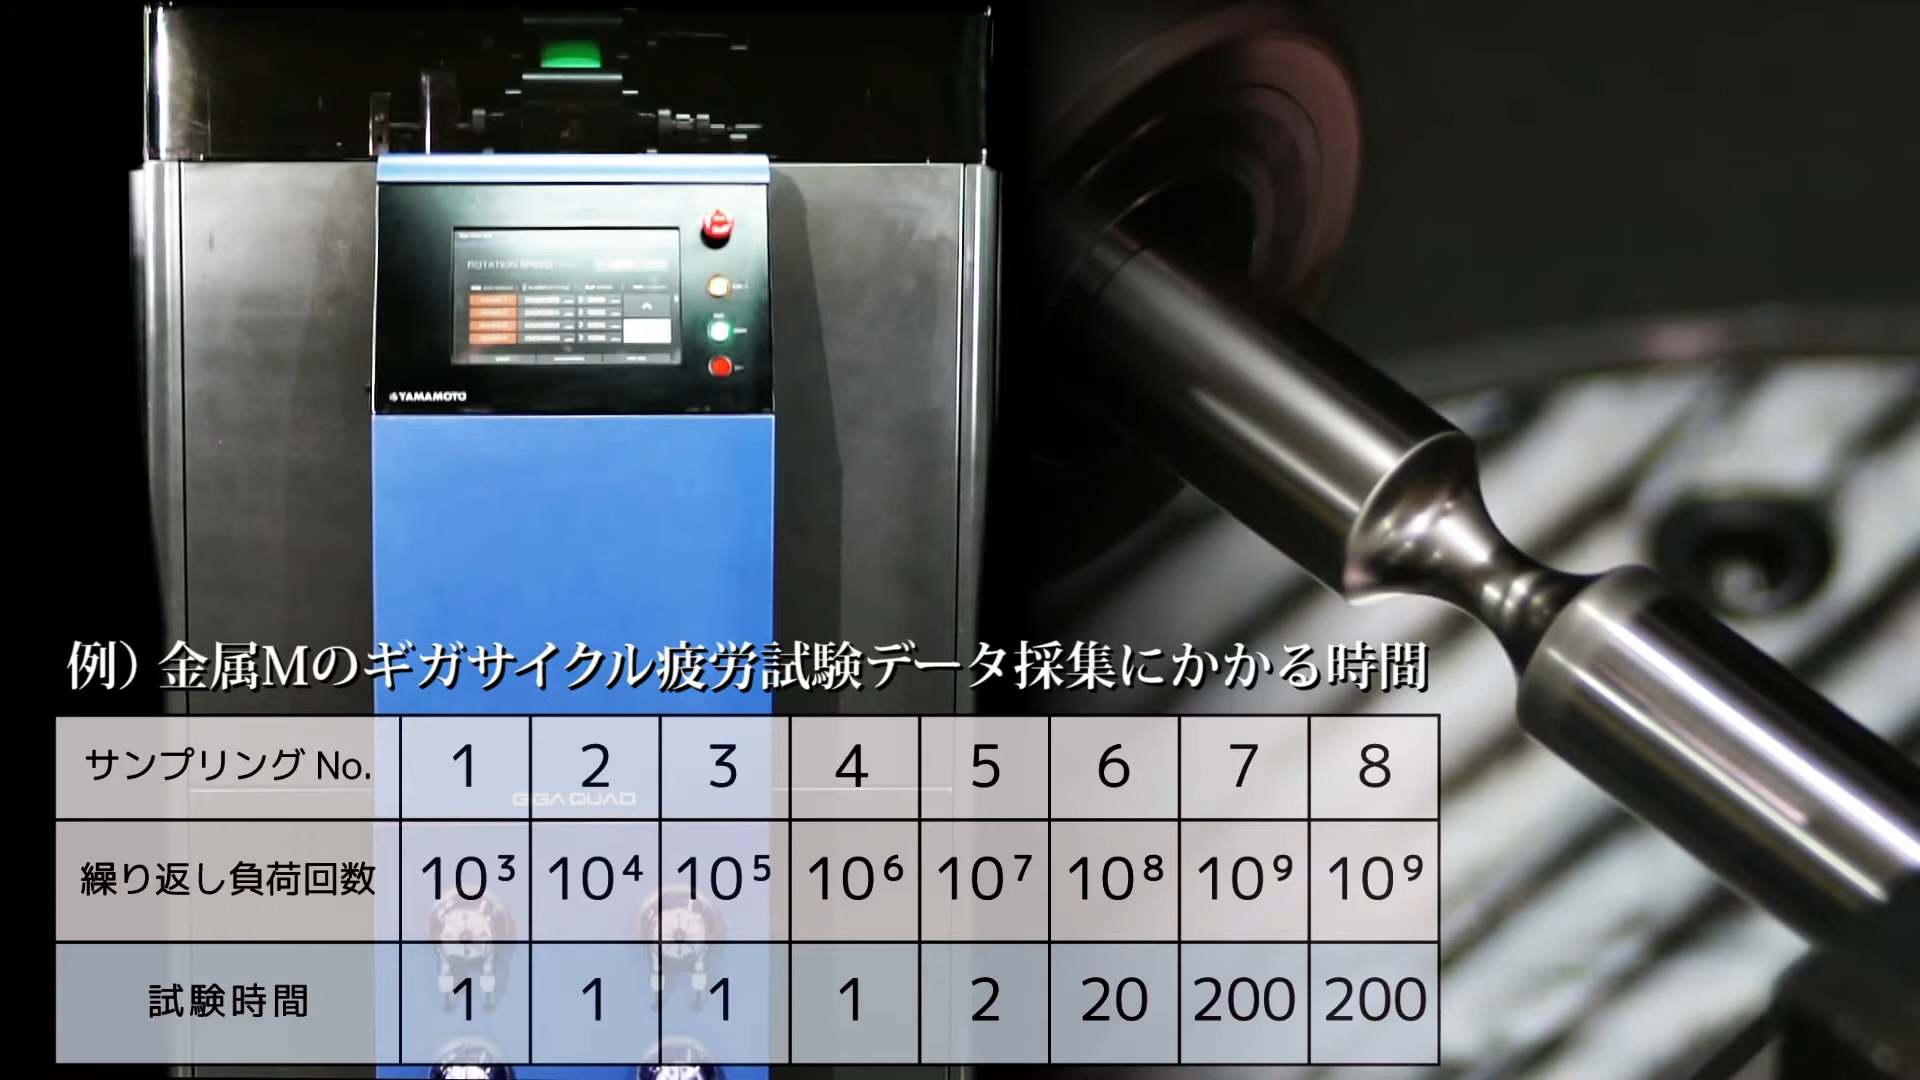 ROTATION SPEED
YAMAMOTO
例）金属Mのギガサイクル疲労試験データ採集にかかる時間
サンプリング No. 1 2 3 4 5 6 7 8
GIGA QUAD
繰り返し負荷回数 10³ 10⁴ 10⁵ 10⁶ 10⁷ 10⁸ 10⁹ 10⁹
試験時間 1 1 1 1 2 20 200 200